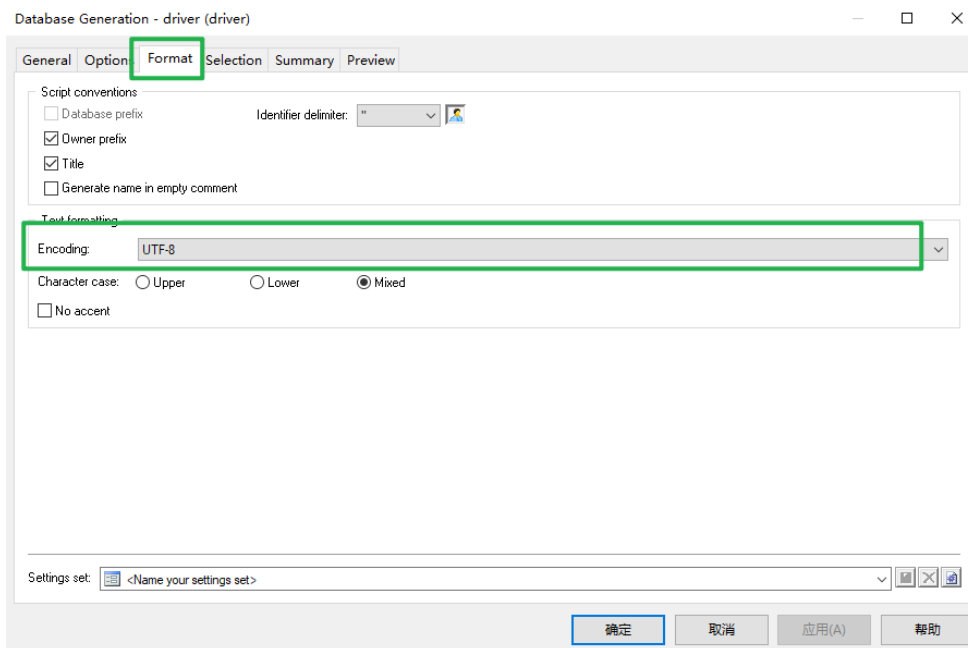 Database Generation - driver (driver)
General Options Format Selection Summary Preview
Script conventions
Database prefix Identifier delimiter: "
Owner prefix
Title
Generate name in empty comment
Text formatting
Encoding: UTF-8
Character case: Upper Lower Mixed
No accent
Settings set: <Name your settings set>
确定 取消 应用(A) 帮助